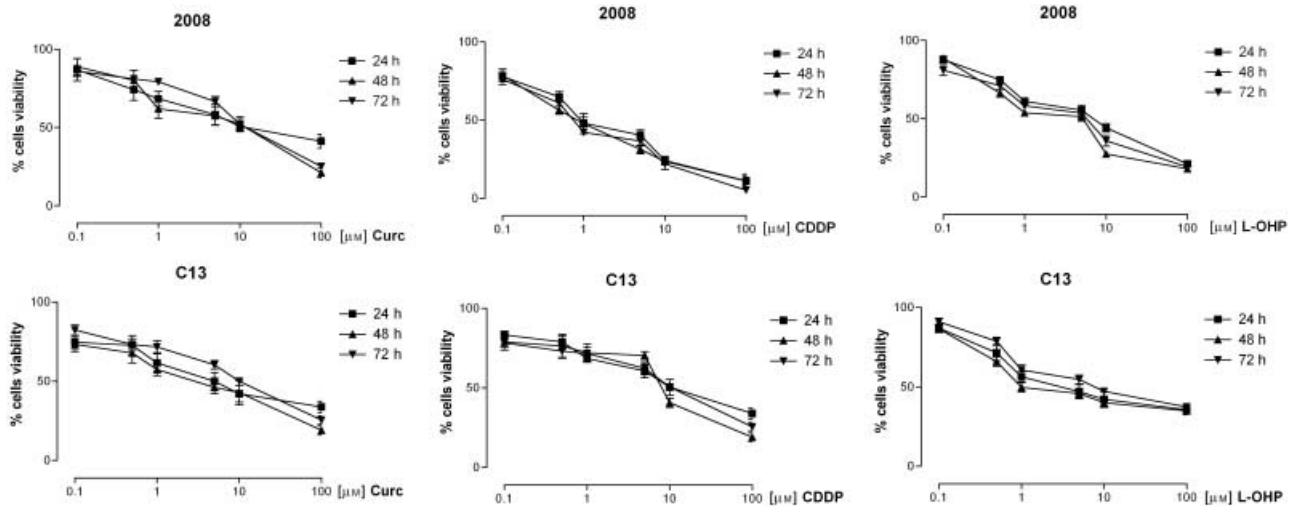 2008
% cells viability
100
50
0
24 h
48 h
72 h
0.1 1 10 100 [µM] Curc
2008
% cells viability
100
50
0
24 h
48 h
72 h
0.1 1 10 100 [µM] CDDP
2008
% cells viability
100
50
0
24 h
48 h
72 h
0.1 1 10 100 [µM] L-OHP
C13
% cells viability
100
50
0
24 h
48 h
72 h
0.1 1 10 100 [µM] Curc
C13
% cells viability
100
50
0
24 h
48 h
72 h
0.1 1 10 100 [µM] CDDP
C13
% cells viability
100
50
0
24 h
48 h
72 h
0.1 1 10 100 [µM] L-OHP